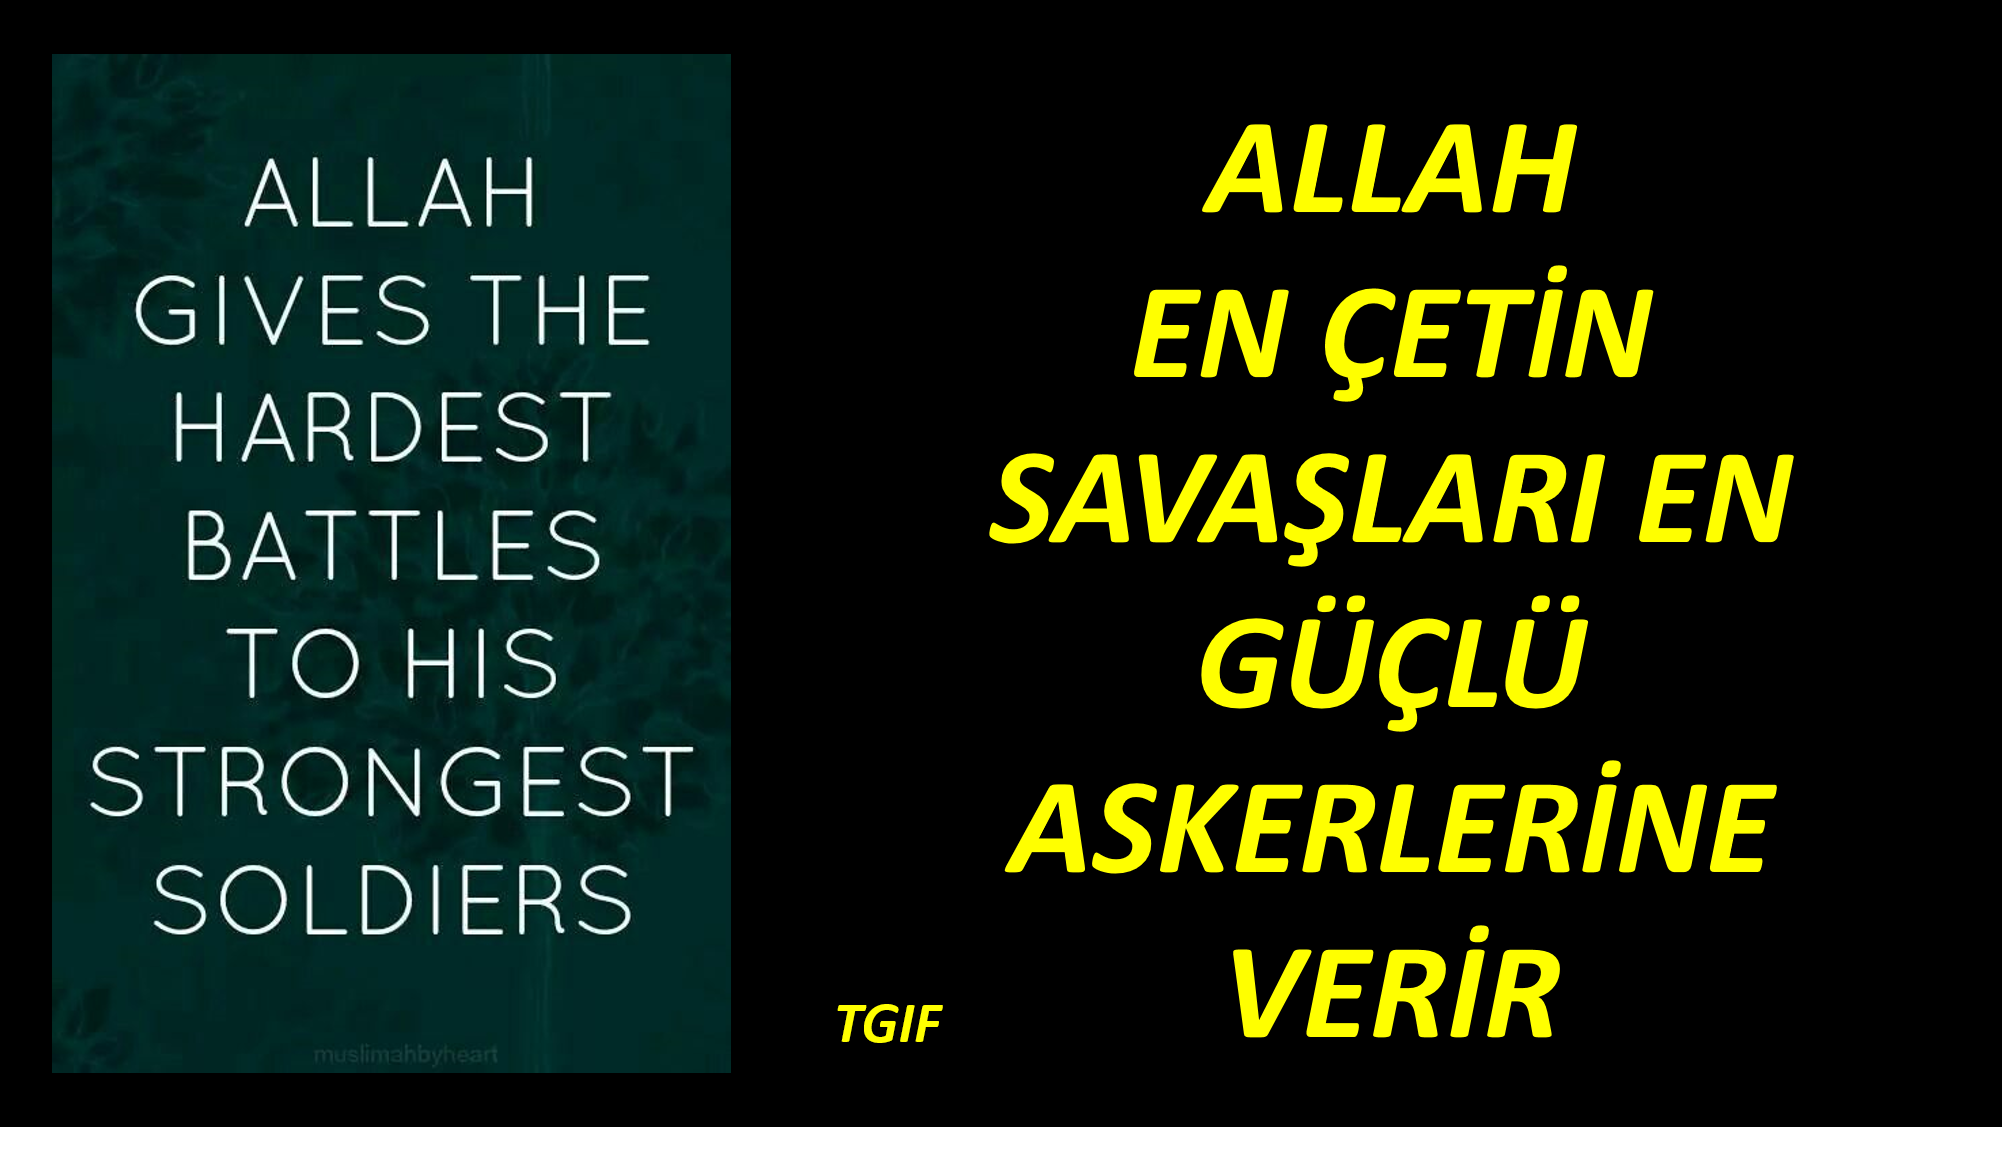 ALLAH
GIVES THE
HARDEST
BATTLES
TO HIS
STRONGEST
SOLDIERS
muslimahbyheart
ALLAH
EN ÇETİN
SAVAŞLARI EN
GÜÇLÜ
ASKERLERİNE
VERİR
TGIF